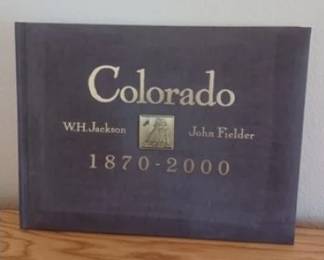 Colorado
W.H. Jackson John Fielder
1870-2000